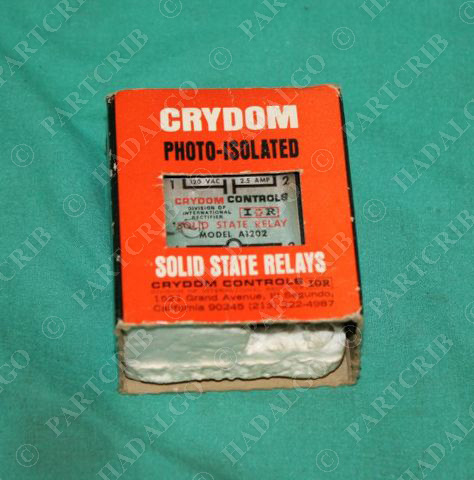 CRYDOM
PHOTO-ISOLATED
1 120 VAC 2.5 AMP 2
CRYDOM CONTROLS
DIVISION OF
INTERNATIONAL
RECTIFIER
IOR
SOLID STATE RELAY
MODEL A1202
SOLID STATE RELAYS
CRYDOM CONTROLS IOR
1521 Grand Avenue, El Segundo,
California 90245 (213) 322-4987
© PARTCRIB
© HADALGO